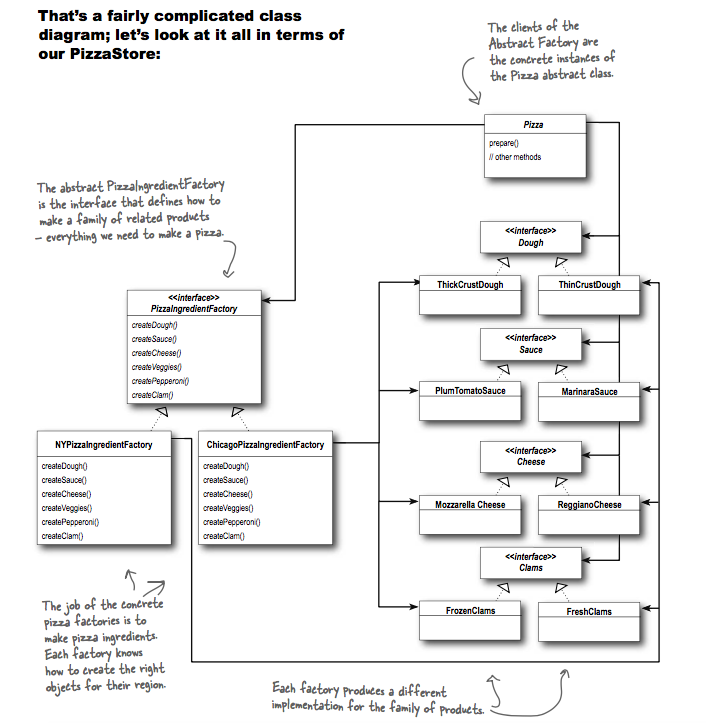 That's a fairly complicated class
diagram; let's look at it all in terms of
our PizzaStore:
The clients of the
Abstract Factory are
the concrete instances of
the Pizza abstract class.
Pizza
prepare()
// other methods
The abstract PizzaIngredientFactory
is the interface that defines how to
make a family of related products
– everything we need to make a pizza.
<<interface>>
Dough
ThickCrustDough
ThinCrustDough
<<interface>>
PizzaIngredientFactory
createDough()
createSauce()
createCheese()
createVeggies()
createPepperoni()
createClam()
<<interface>>
Sauce
PlumTomatoSauce
MarinaraSauce
NYPizzaIngredientFactory
createDough()
createSauce()
createCheese()
createVeggies()
createPepperoni()
createClam()
ChicagoPizzaIngredientFactory
createDough()
createSauce()
createCheese()
createVeggies()
createPepperoni()
createClam()
<<interface>>
Cheese
Mozzarella Cheese
ReggianoCheese
<<interface>>
Clams
FrozenClams
FreshClams
The job of the concrete
pizza factories is to
make pizza ingredients.
Each factory knows
how to create the right
objects for their region.
Each factory produces a different
implementation for the family of products.